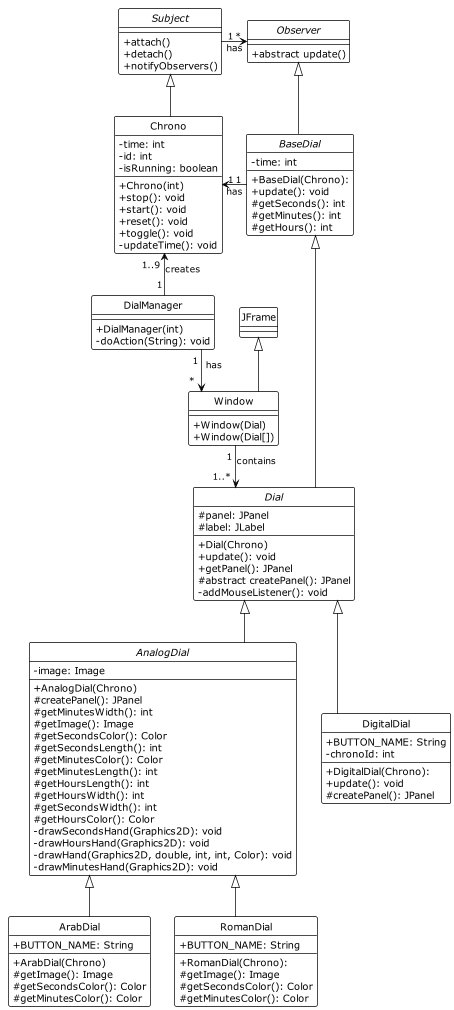 Subject
+attach()
+detach()
+notifyObservers()
1 *
has
Observer
+abstract update()
Chrono
-time: int
-id: int
-isRunning: boolean
+Chrono(int)
+stop(): void
+start(): void
+reset(): void
+toggle(): void
-updateTime(): void
1 1
has
BaseDial
-time: int
+BaseDial(Chrono):
+update(): void
#getSeconds(): int
#getMinutes(): int
#getHours(): int
1..9
creates
1
DialManager
+DialManager(int)
-doAction(String): void
JFrame
1
has
*
Window
+Window(Dial)
+Window(Dial[])
1
contains
1..*
Dial
#panel: JPanel
#label: JLabel
+Dial(Chrono)
+update(): void
+getPanel(): JPanel
#abstract createPanel(): JPanel
-addMouseListener(): void
AnalogDial
-image: Image
+AnalogDial(Chrono)
#createPanel(): JPanel
#getMinutesWidth(): int
#getImage(): Image
#getSecondsColor(): Color
#getSecondsLength(): int
#getMinutesColor(): Color
#getMinutesLength(): int
#getHoursLength(): int
#getHoursWidth(): int
#getSecondsWidth(): int
#getHoursColor(): Color
-drawSecondsHand(Graphics2D): void
-drawHoursHand(Graphics2D): void
-drawHand(Graphics2D, double, int, int, Color): void
-drawMinutesHand(Graphics2D): void
DigitalDial
+BUTTON_NAME: String
-chronoId: int
+DigitalDial(Chrono):
+update(): void
#createPanel(): JPanel
ArabDial
+BUTTON_NAME: String
+ArabDial(Chrono)
#getImage(): Image
#getSecondsColor(): Color
#getMinutesColor(): Color
RomanDial
+BUTTON_NAME: String
+RomanDial(Chrono):
#getImage(): Image
#getSecondsColor(): Color
#getMinutesColor(): Color